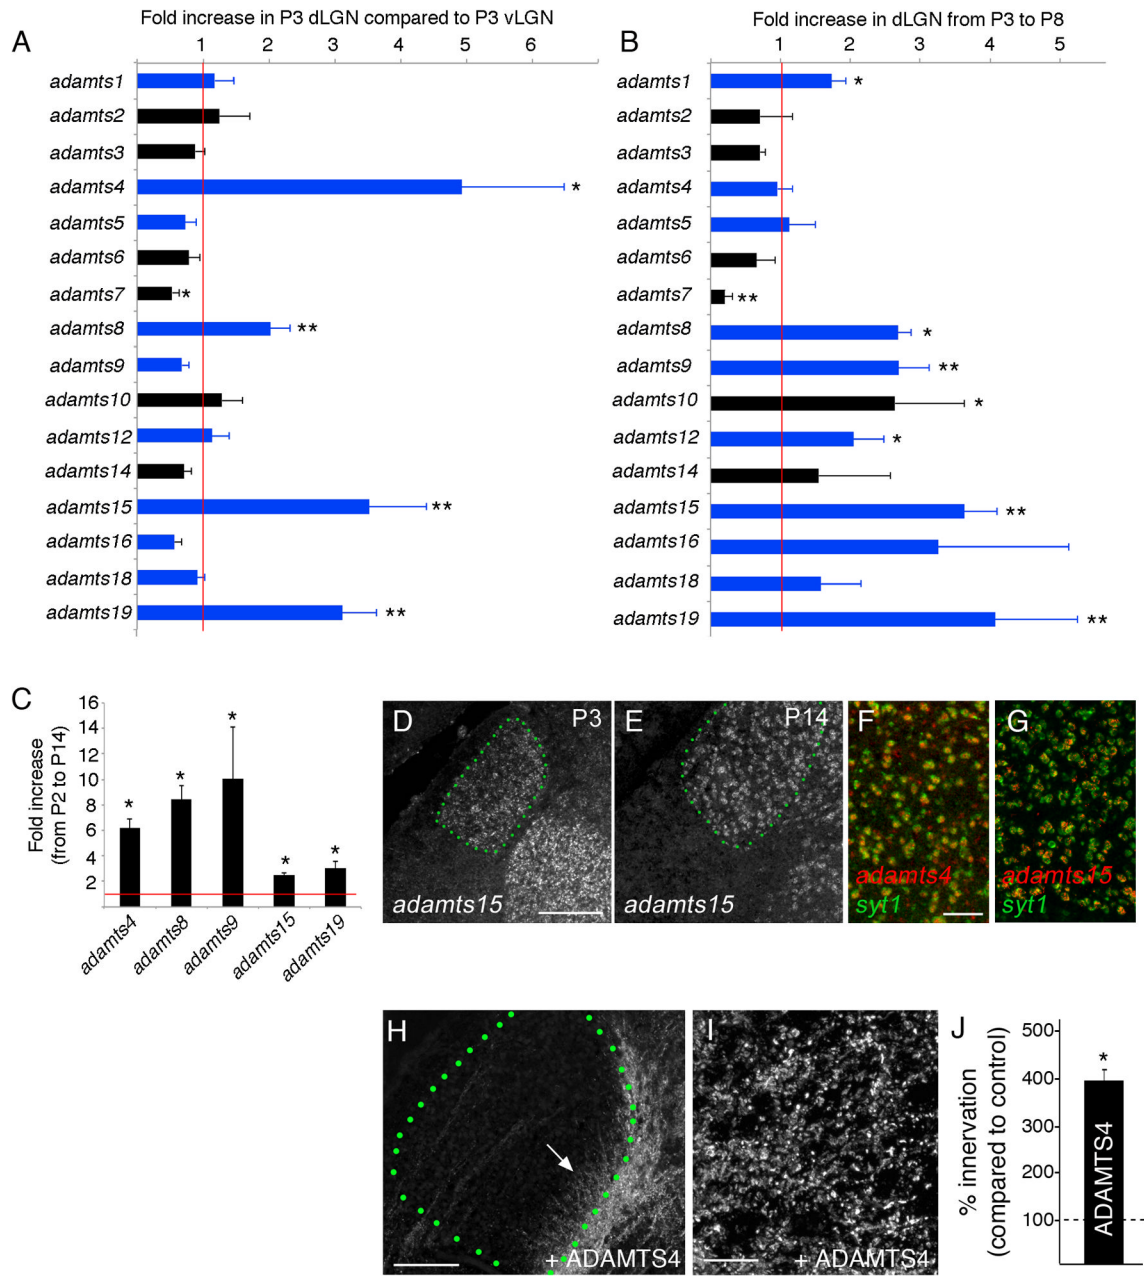 Fold increase in P3 dLGN compared to P3 vLGN
A
1 2 3 4 5 6
adamts1
adamts2
adamts3
adamts4 *
adamts5
adamts6
adamts7 *
adamts8 **
adamts9
adamts10
adamts12
adamts14
adamts15 **
adamts16
adamts18
adamts19 **
Fold increase in dLGN from P3 to P8
B
1 2 3 4 5
adamts1 *
adamts2
adamts3
adamts4
adamts5
adamts6
adamts7 **
adamts8 *
adamts9 **
adamts10 *
adamts12 *
adamts14
adamts15 **
adamts16
adamts18
adamts19 **
C
Fold increase
(from P2 to P14)
16
14
12
10
8
6
4
2
* * * * *
adamts4 adamts8 adamts9 adamts15 adamts19
D P3
adamts15
E P14
adamts15
F
adamts4
syt1
G
adamts15
syt1
H
+ ADAMTS4
I
+ ADAMTS4
J
% innervation
(compared to control)
500
400
300
200
100
*
ADAMTS4